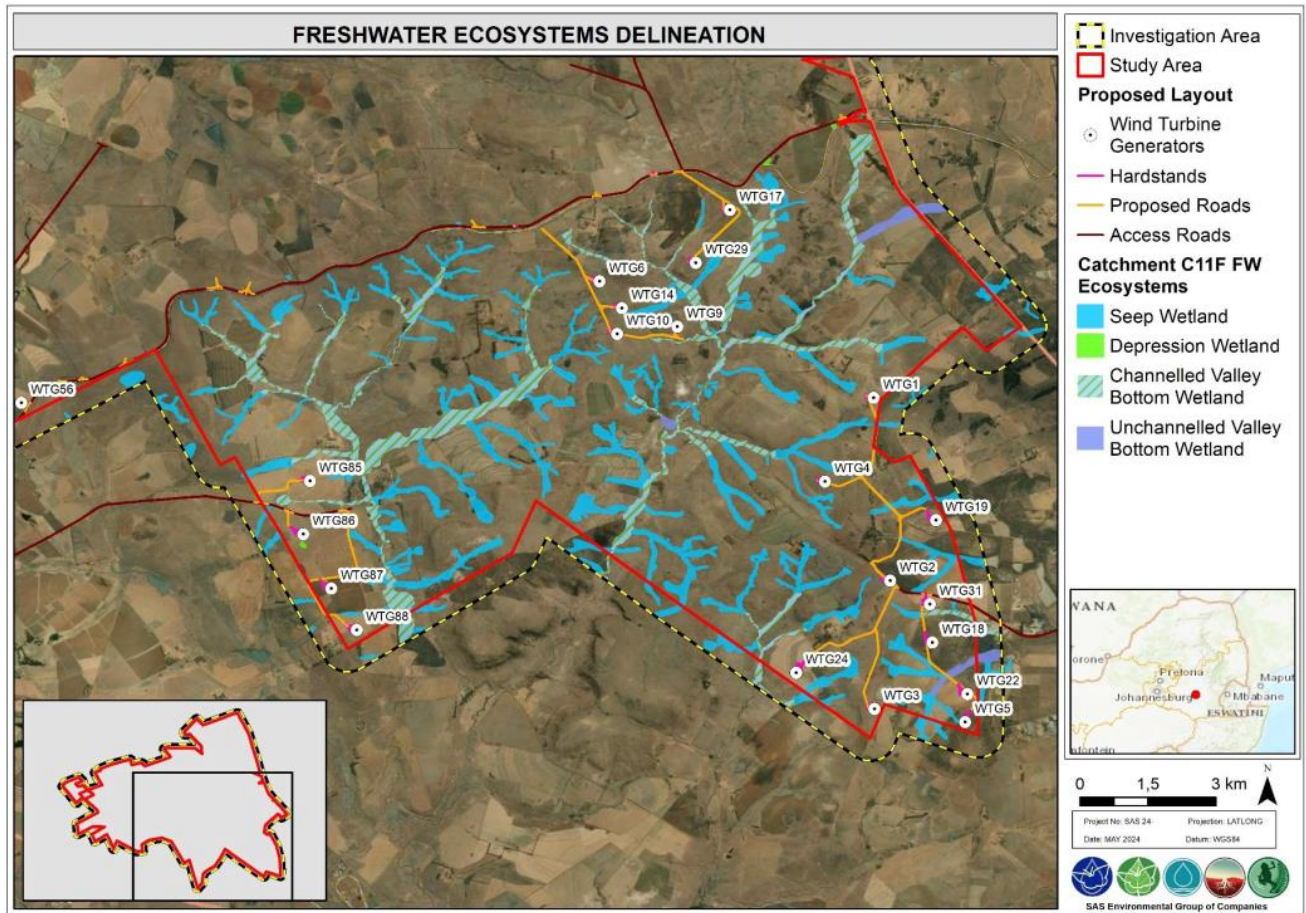 FRESHWATER ECOSYSTEMS DELINEATION
WTG17
WTG29
WTG6
WTG14
WTG9
WTG10
WTG1
WTG56
WTG85
WTG4
WTG86
WTG19
WTG87
WTG2
WTG31
WTG88
WTG18
WTG24
WTG22
WTG3
WTG5
Investigation Area
Study Area
Proposed Layout
Wind Turbine
Generators
Hardstands
Proposed Roads
Access Roads
Catchment C11F FW
Ecosystems
Seep Wetland
Depression Wetland
Channelled Valley
Bottom Wetland
Unchannelled Valley
Bottom Wetland
WANA
orone
Pretoria
Johannesburg
Mbabane
Maput
ESWATINI
mfontein
N
0 1,5 3 km
Project No: SAS 24- Projection: LATLONG
Date: MAY 2024 Datum: WGS84
SAS Environmental Group of Companies